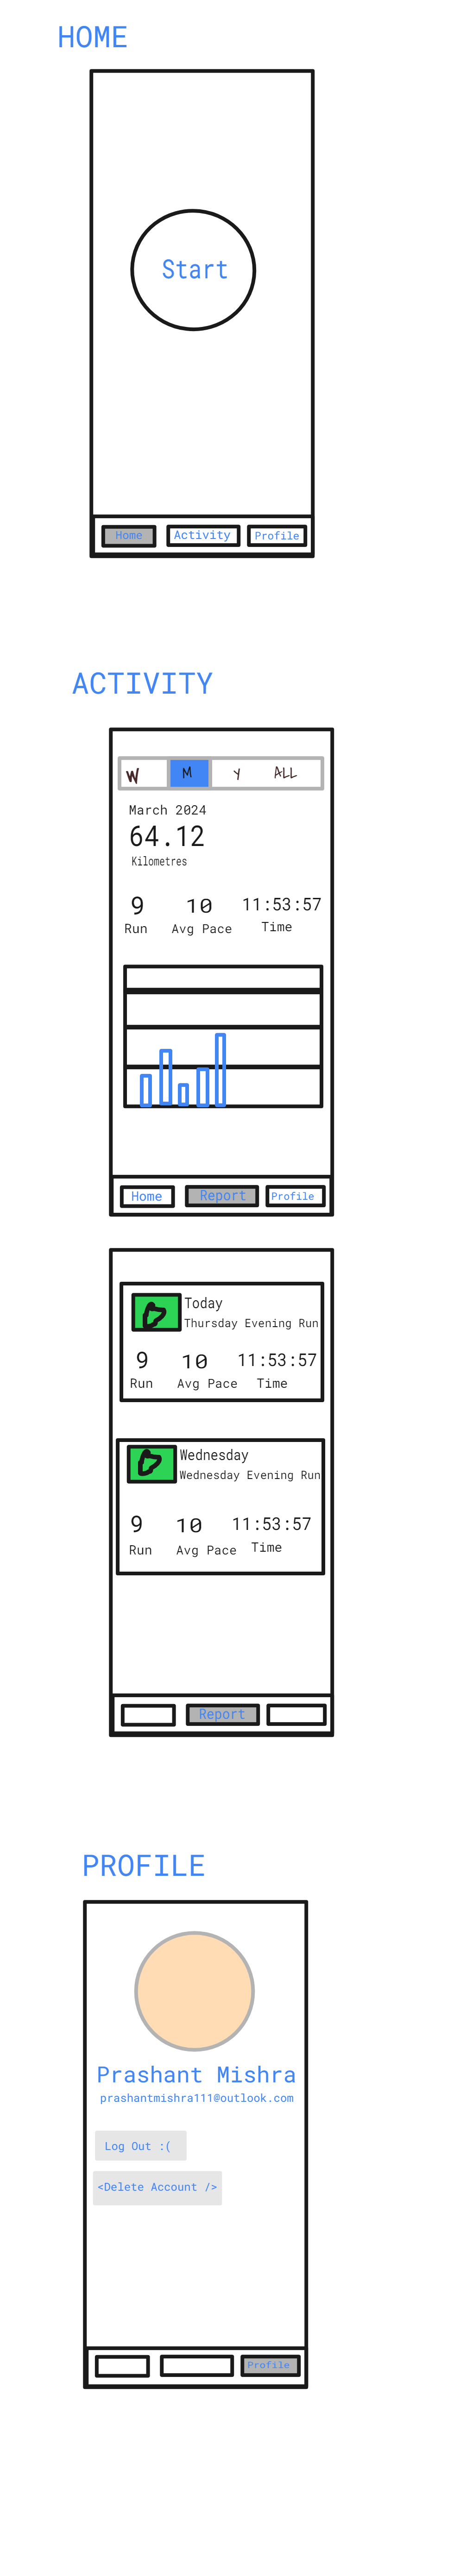 HOME
Start
Home Activity Profile
ACTIVITY
W M Y ALL
March 2024
64.12
Kilometres
9 10 11:53:57
Run Avg Pace Time
Home Report Profile
Today
Thursday Evening Run
9 10 11:53:57
Run Avg Pace Time
Wednesday
Wednesday Evening Run
9 10 11:53:57
Run Avg Pace Time
Report
PROFILE
Prashant Mishra
prashantmishra111@outlook.com
Log Out :(
<Delete Account />
Profile